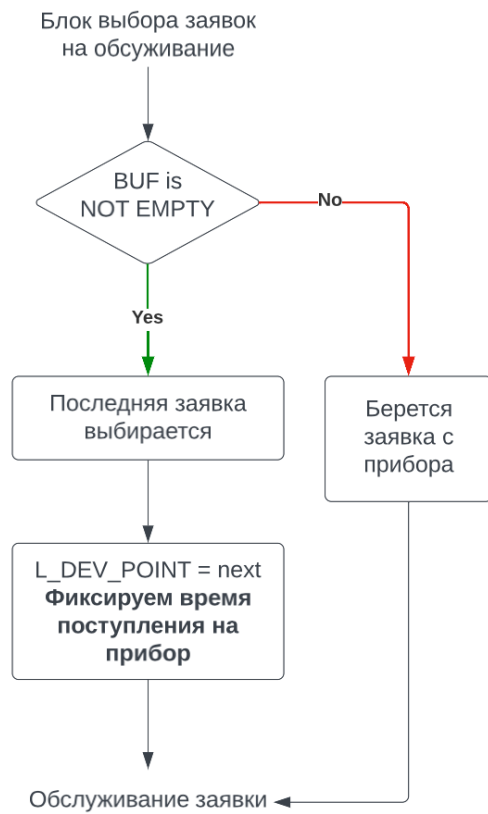 Блок выбора заявок
на обсуживание
BUF is
NOT EMPTY
No
Yes
Последняя заявка
выбирается
Берется
заявка с
прибора
L_DEV_POINT = next
Фиксируем время
поступления на
прибор
Обслуживание заявки